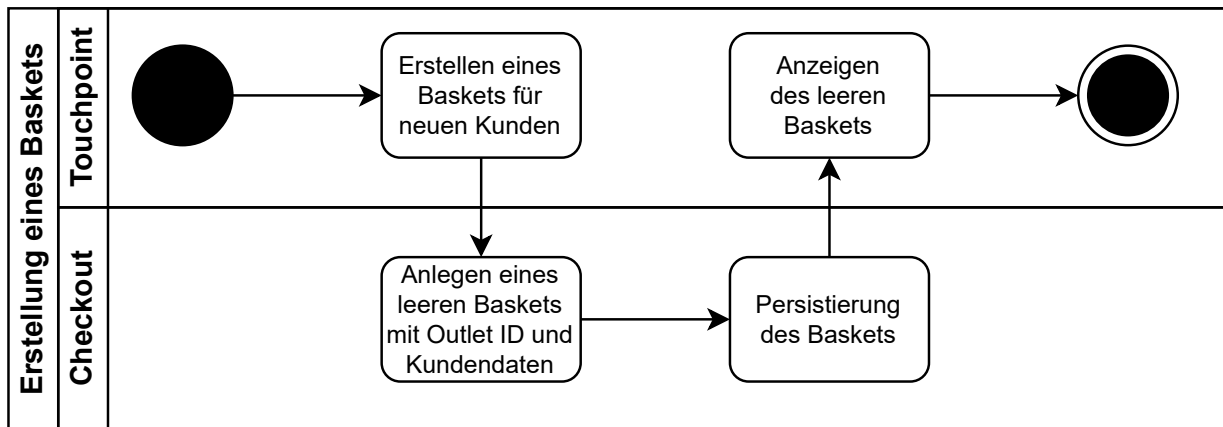 Erstellung eines Baskets
Touchpoint
Erstellen eines
Baskets für
neuen Kunden
Anzeigen
des leeren
Baskets
Checkout
Anlegen eines
leeren Baskets
mit Outlet ID und
Kundendaten
Persistierung
des Baskets